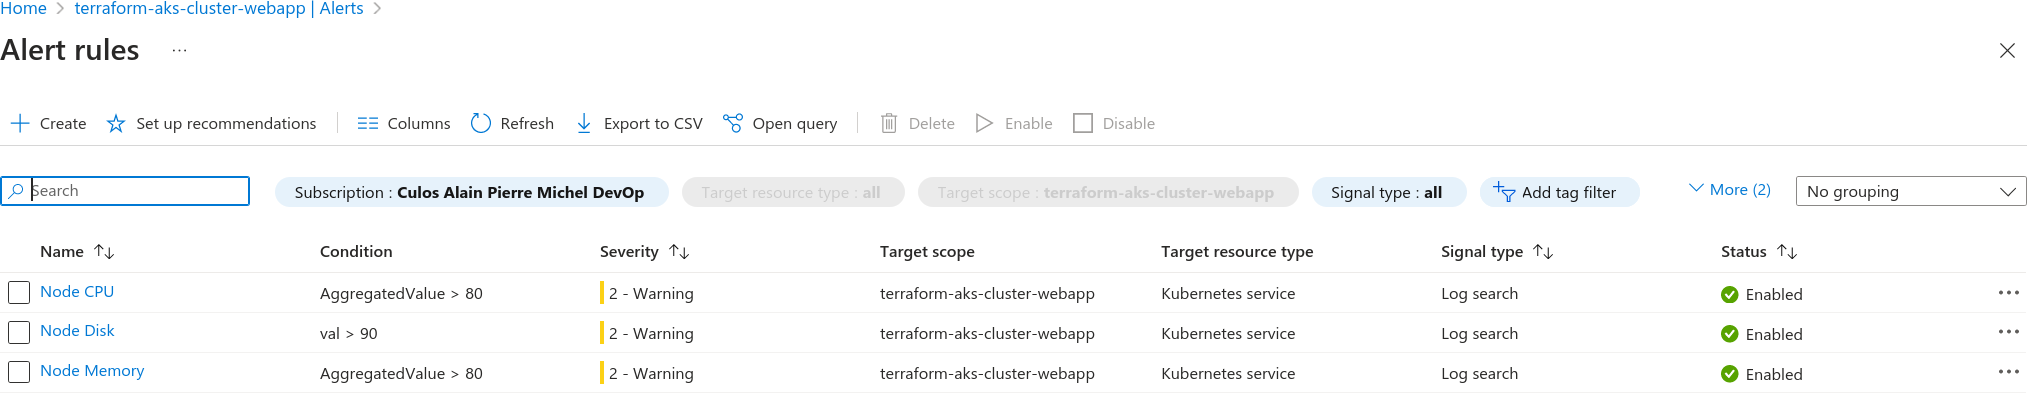 Home > terraform-aks-cluster-webapp | Alerts >
Alert rules ...
Create Set up recommendations Columns Refresh Export to CSV Open query Delete Enable Disable
Search Subscription : Culos Alain Pierre Michel DevOp Target resource type : all Target scope : terraform-aks-cluster-webapp Signal type : all Add tag filter More (2) No grouping
Name ↑↓ Condition Severity ↑↓ Target scope Target resource type Signal type ↑↓ Status ↑↓
Node CPU AggregatedValue > 80 2 - Warning terraform-aks-cluster-webapp Kubernetes service Log search Enabled ...
Node Disk val > 90 2 - Warning terraform-aks-cluster-webapp Kubernetes service Log search Enabled ...
Node Memory AggregatedValue > 80 2 - Warning terraform-aks-cluster-webapp Kubernetes service Log search Enabled ...